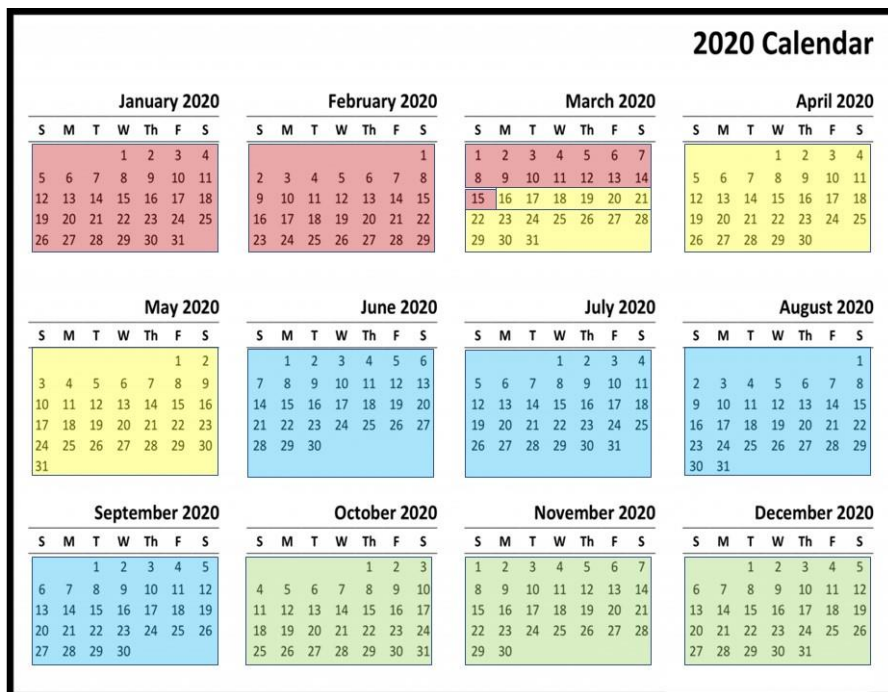 2020 Calendar
January 2020
S M T W Th F S
1 2 3 4
5 6 7 8 9 10 11
12 13 14 15 16 17 18
19 20 21 22 23 24 25
26 27 28 29 30 31
February 2020
S M T W Th F S
1
2 3 4 5 6 7 8
9 10 11 12 13 14 15
16 17 18 19 20 21 22
23 24 25 26 27 28 29
March 2020
S M T W Th F S
1 2 3 4 5 6 7
8 9 10 11 12 13 14
15 16 17 18 19 20 21
22 23 24 25 26 27 28
29 30 31
April 2020
S M T W Th F S
1 2 3 4
5 6 7 8 9 10 11
12 13 14 15 16 17 18
19 20 21 22 23 24 25
26 27 28 29 30
May 2020
S M T W Th F S
1 2
3 4 5 6 7 8 9
10 11 12 13 14 15 16
17 18 19 20 21 22 23
24 25 26 27 28 29 30
31
June 2020
S M T W Th F S
1 2 3 4 5 6
7 8 9 10 11 12 13
14 15 16 17 18 19 20
21 22 23 24 25 26 27
28 29 30
July 2020
S M T W Th F S
1 2 3 4
5 6 7 8 9 10 11
12 13 14 15 16 17 18
19 20 21 22 23 24 25
26 27 28 29 30 31
August 2020
S M T W Th F S
1
2 3 4 5 6 7 8
9 10 11 12 13 14 15
16 17 18 19 20 21 22
23 24 25 26 27 28 29
30 31
September 2020
S M T W Th F S
1 2 3 4 5
6 7 8 9 10 11 12
13 14 15 16 17 18 19
20 21 22 23 24 25 26
27 28 29 30
October 2020
S M T W Th F S
1 2 3
4 5 6 7 8 9 10
11 12 13 14 15 16 17
18 19 20 21 22 23 24
25 26 27 28 29 30 31
November 2020
S M T W Th F S
1 2 3 4 5 6 7
8 9 10 11 12 13 14
15 16 17 18 19 20 21
22 23 24 25 26 27 28
29 30
December 2020
S M T W Th F S
1 2 3 4 5
6 7 8 9 10 11 12
13 14 15 16 17 18 19
20 21 22 23 24 25 26
27 28 29 30 31